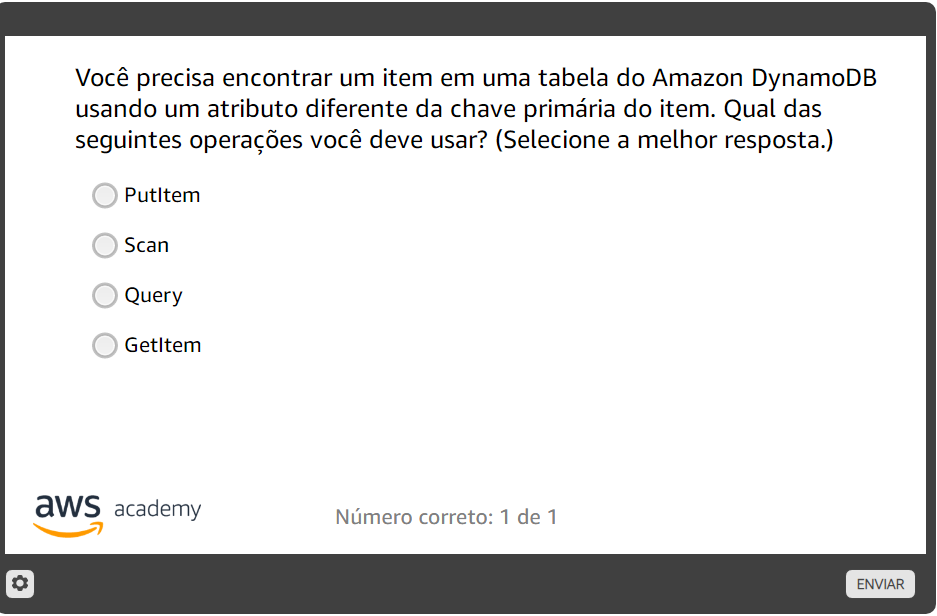 Você precisa encontrar um item em uma tabela do Amazon DynamoDB
usando um atributo diferente da chave primária do item. Qual das
seguintes operações você deve usar? (Selecione a melhor resposta.)
PutItem
Scan
Query
GetItem
aws academy
Número correto: 1 de 1
ENVIAR